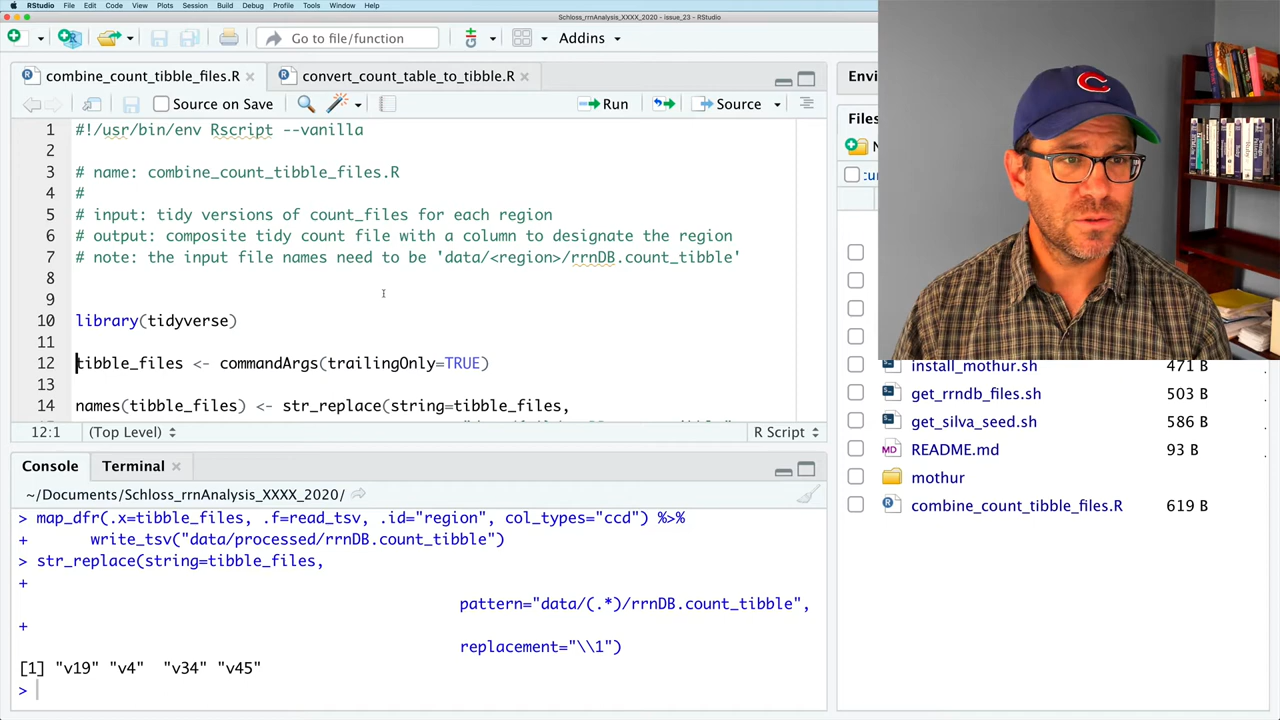 RStudio File Edit Code View Plots Session Build Debug Profile Tools Window Help
Schloss_rrnAnalysis_XXXX_2020 - issue_23 - RStudio
Go to file/function Addins
combine_count_tibble_files.R convert_count_table_to_tibble.R
Source on Save Run Source
1 #!/usr/bin/env Rscript --vanilla
2
3 # name: combine_count_tibble_files.R
4 #
5 # input: tidy versions of count_files for each region
6 # output: composite tidy count file with a column to designate the region
7 # note: the input file names need to be 'data/<region>/rrnDB.count_tibble'
8
9
10 library(tidyverse)
11
12 tibble_files <- commandArgs(trailingOnly=TRUE)
13
14 names(tibble_files) <- str_replace(string=tibble_files,
12:1 (Top Level) R Script
Console Terminal
~/Documents/Schloss_rrnAnalysis_XXXX_2020/
> map_dfr(.x=tibble_files, .f=read_tsv, .id="region", col_types="ccd") %>%
+ write_tsv("data/processed/rrnDB.count_tibble")
> str_replace(string=tibble_files,
+
pattern="data/(.*)/rrnDB.count_tibble",
+
replacement="\\1")
[1] "v19" "v4" "v34" "v45"
>
Envi
Files
N
install_mothur.sh 471 B
get_rrndb_files.sh 503 B
get_silva_seed.sh 586 B
README.md 93 B
mothur
combine_count_tibble_files.R 619 B
C